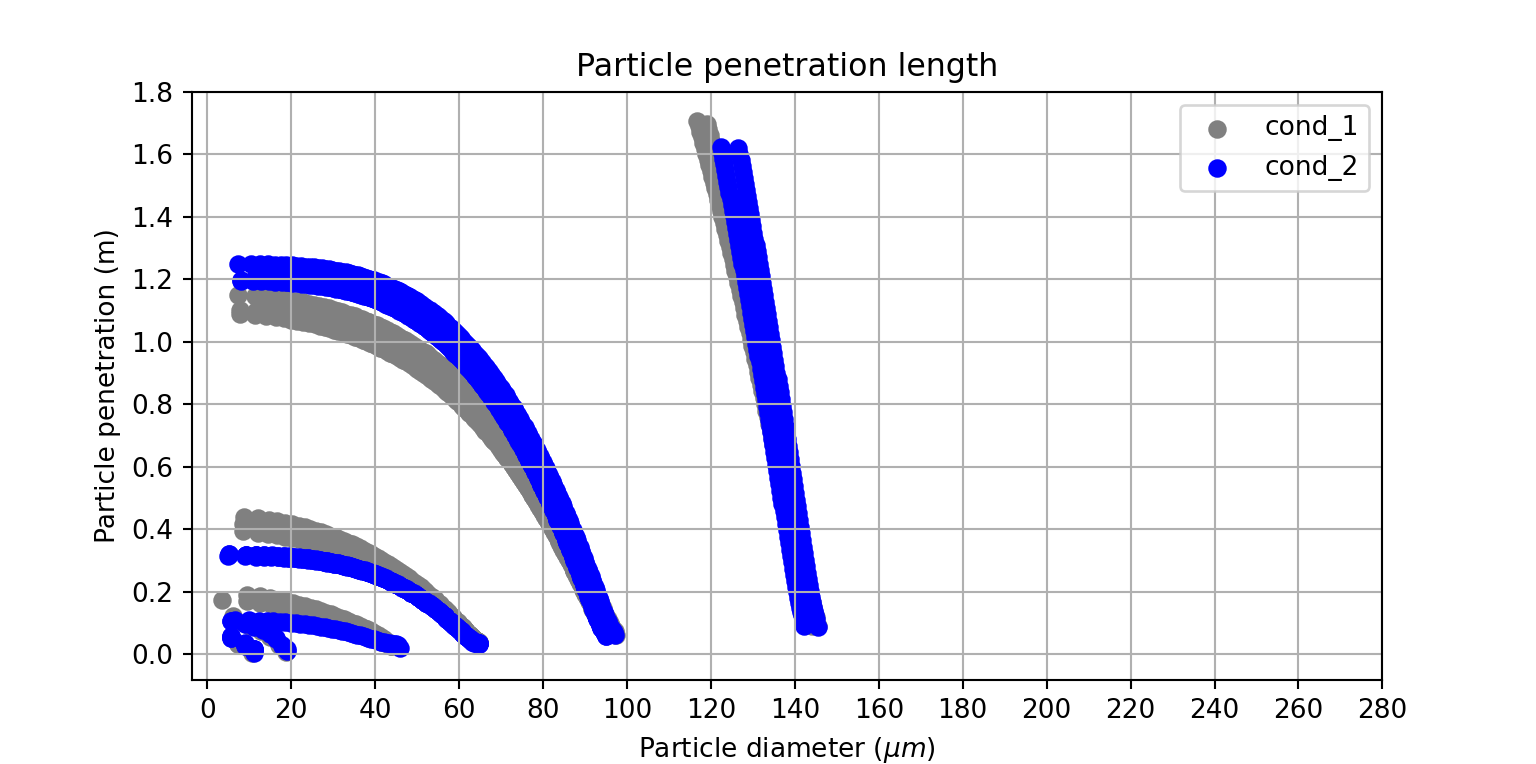 Particle penetration length
cond_1
cond_2
Particle penetration (m)
1.8
1.6
1.4
1.2
1.0
0.8
0.6
0.4
0.2
0.0
0 20 40 60 80 100 120 140 160 180 200 220 240 260 280
Particle diameter (μm)